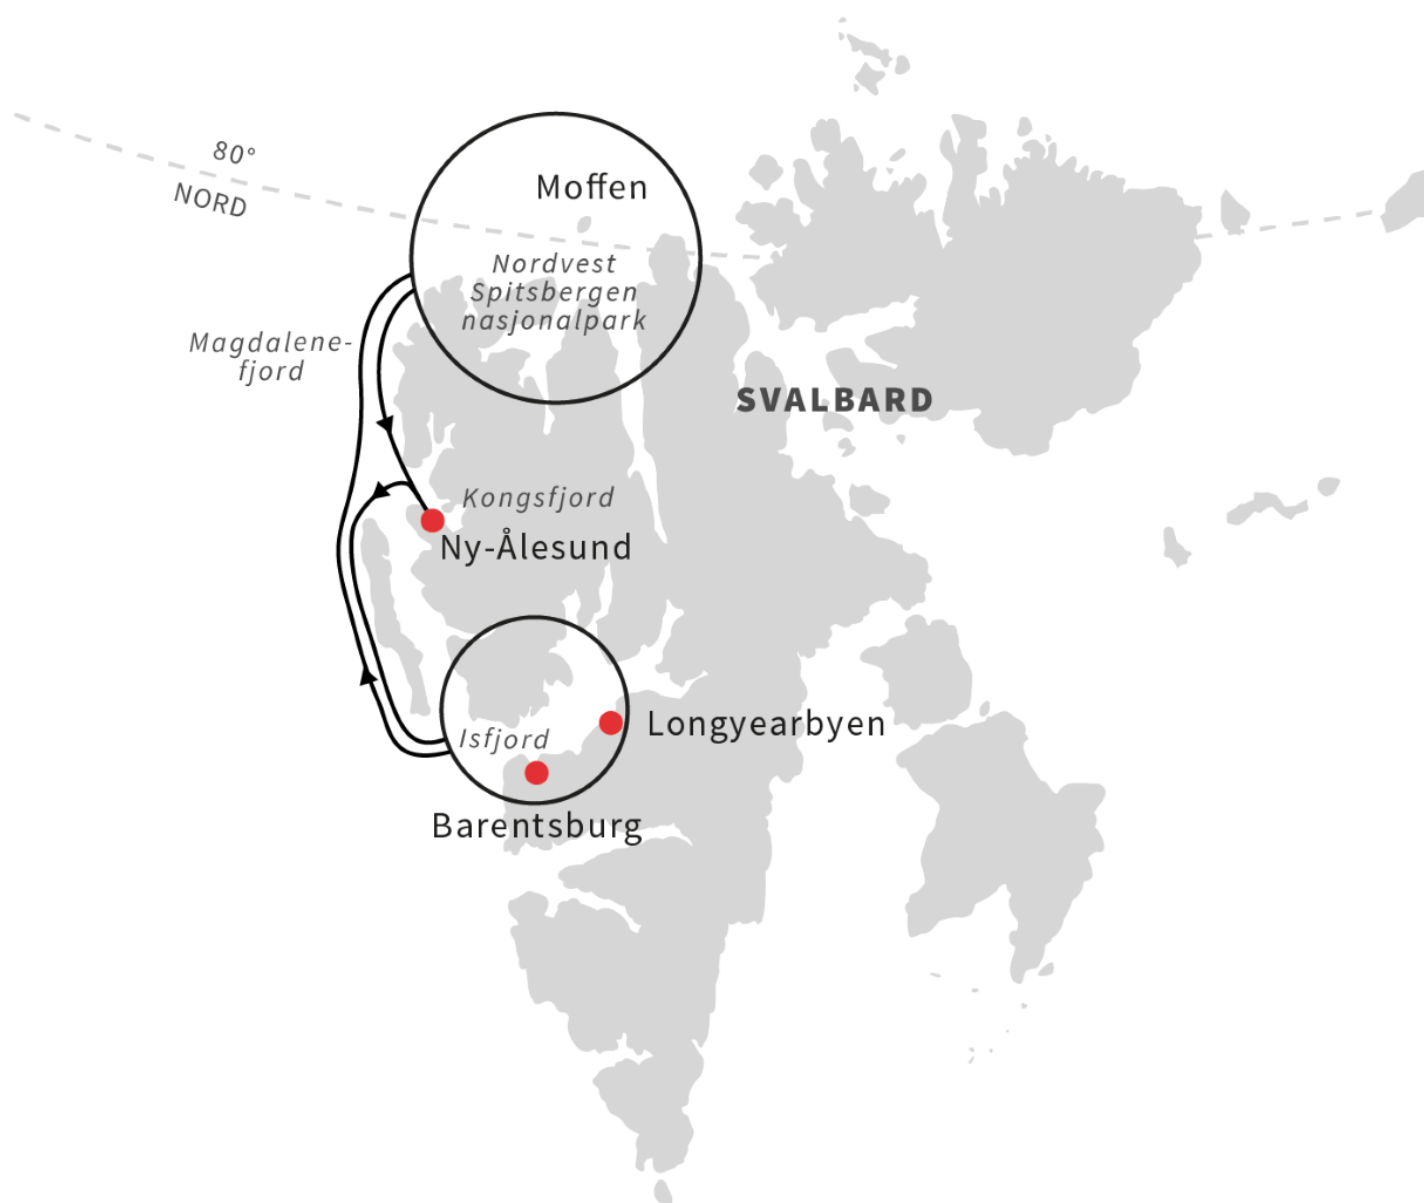 80°
NORD
Moffen
Nordvest
Spitsbergen
nasjonalpark
Magdalene-
fjord
SVALBARD
Kongsfjord
Ny-Ålesund
Isfjord
Longyearbyen
Barentsburg